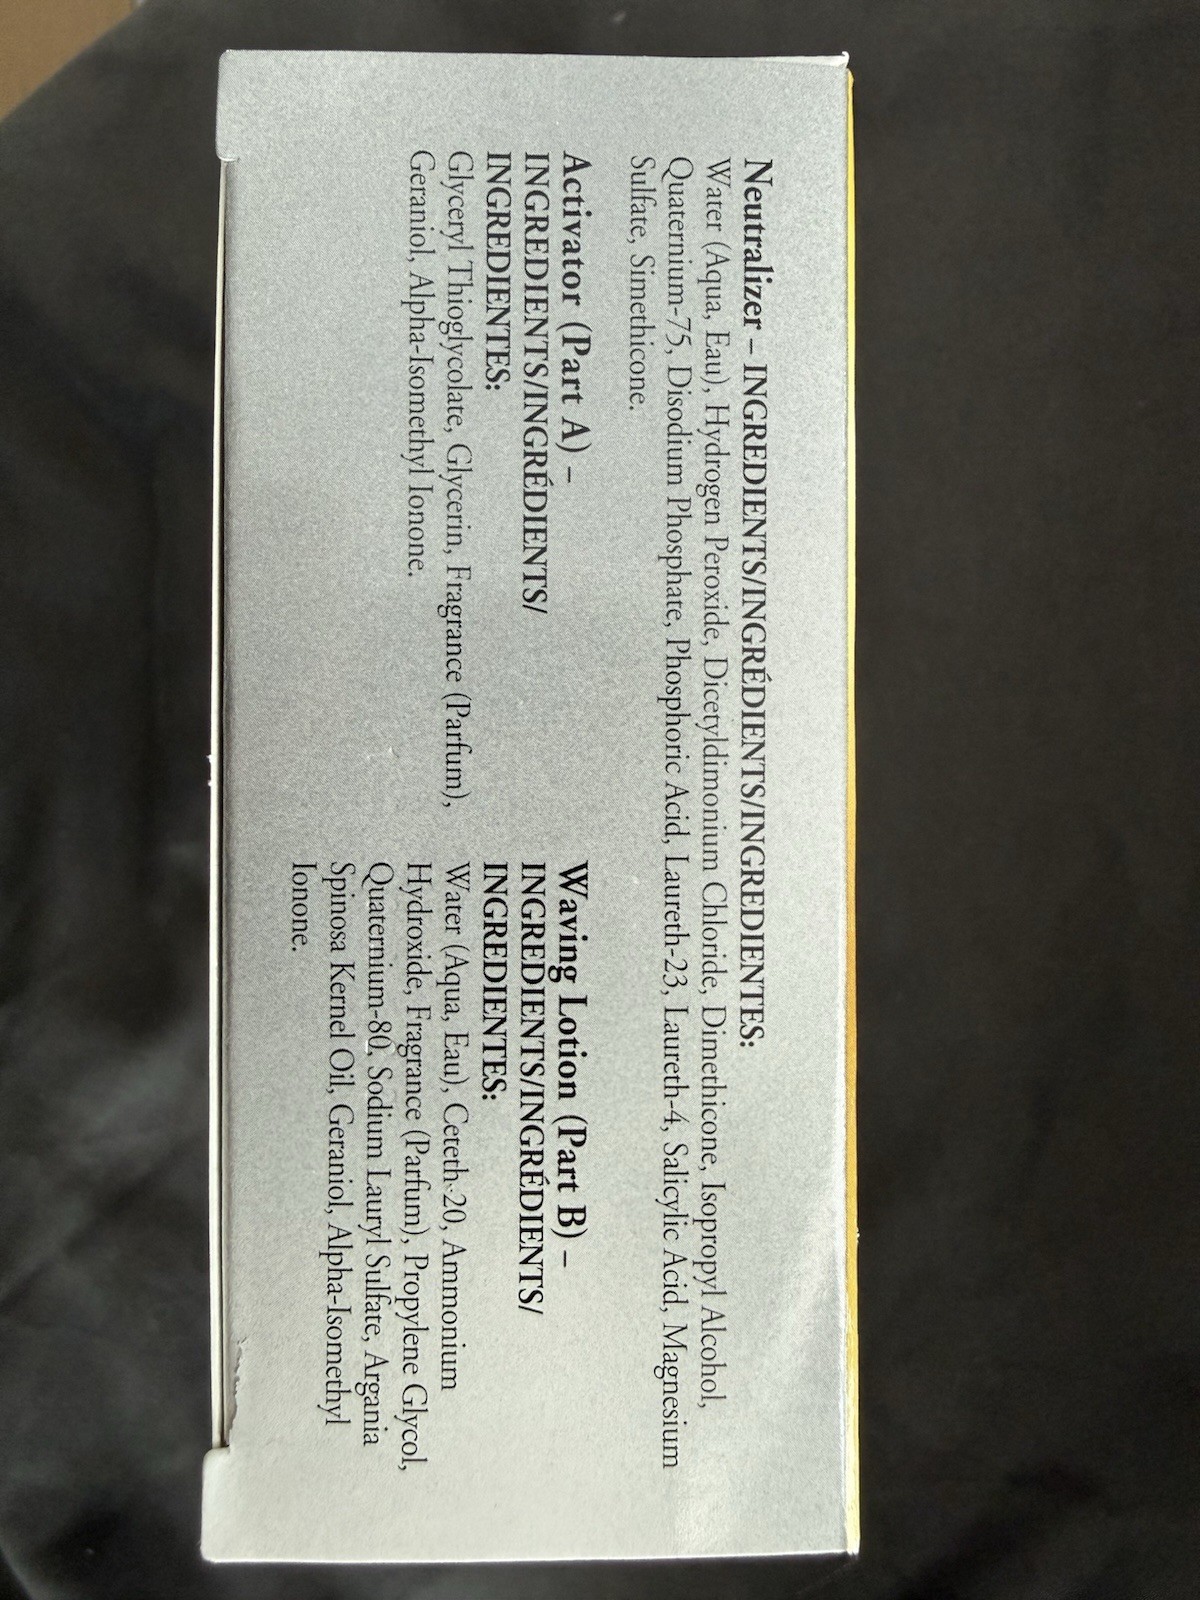 Neutralizer – INGREDIENTS/INGRÉDIENTS/INGREDIENTES:
Water (Aqua, Eau), Hydrogen Peroxide, Dicetyldimonium Chloride, Dimethicone, Isopropyl Alcohol,
Quaternium-75, Disodium Phosphate, Phosphoric Acid, Laureth-23, Laureth-4, Salicylic Acid, Magnesium
Sulfate, Simethicone.
Activator (Part A) –
INGREDIENTS/INGRÉDIENTS/
INGREDIENTES:
Glyceryl Thioglycolate, Glycerin, Fragrance (Parfum),
Geraniol, Alpha-Isomethyl Ionone.
Waving Lotion (Part B) –
INGREDIENTS/INGRÉDIENTS/
INGREDIENTES:
Water (Aqua, Eau), Ceteth-20, Ammonium
Hydroxide, Fragrance (Parfum), Propylene Glycol,
Quaternium-80, Sodium Lauryl Sulfate, Argania
Spinosa Kernel Oil, Geraniol, Alpha-Isomethyl
Ionone.